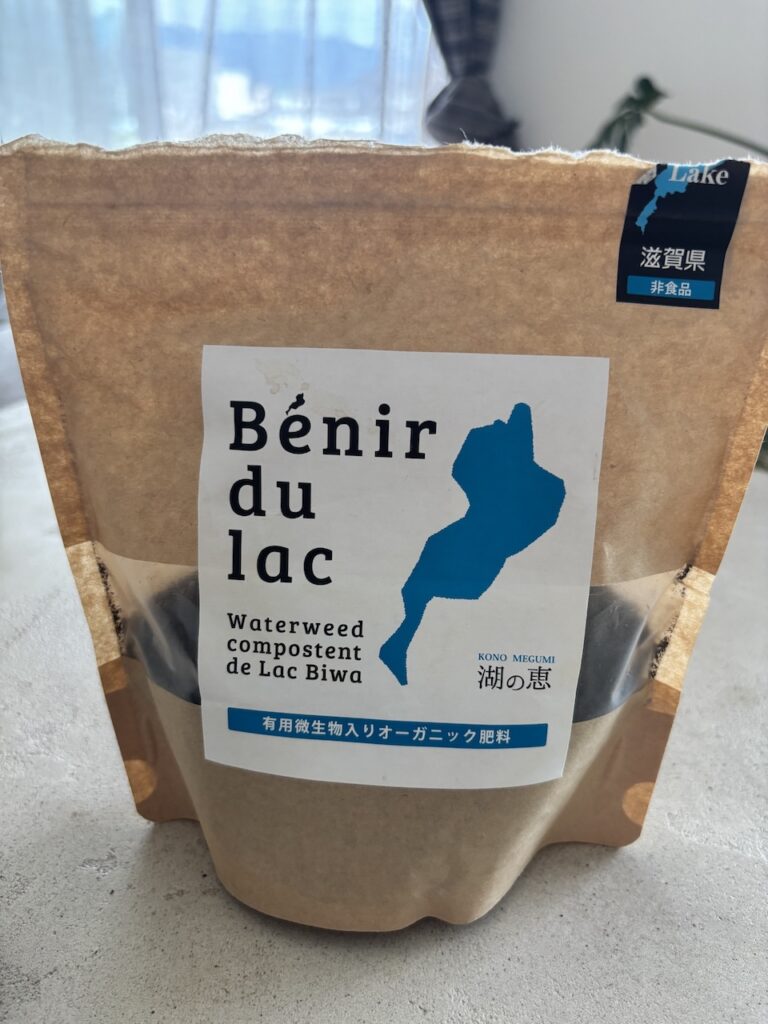 Lake
滋賀県
非食品
Bénir
du
lac
Waterweed
compostent
de Lac Biwa
KONO MEGUMI
湖の恵
有用微生物入りオーガニック肥料